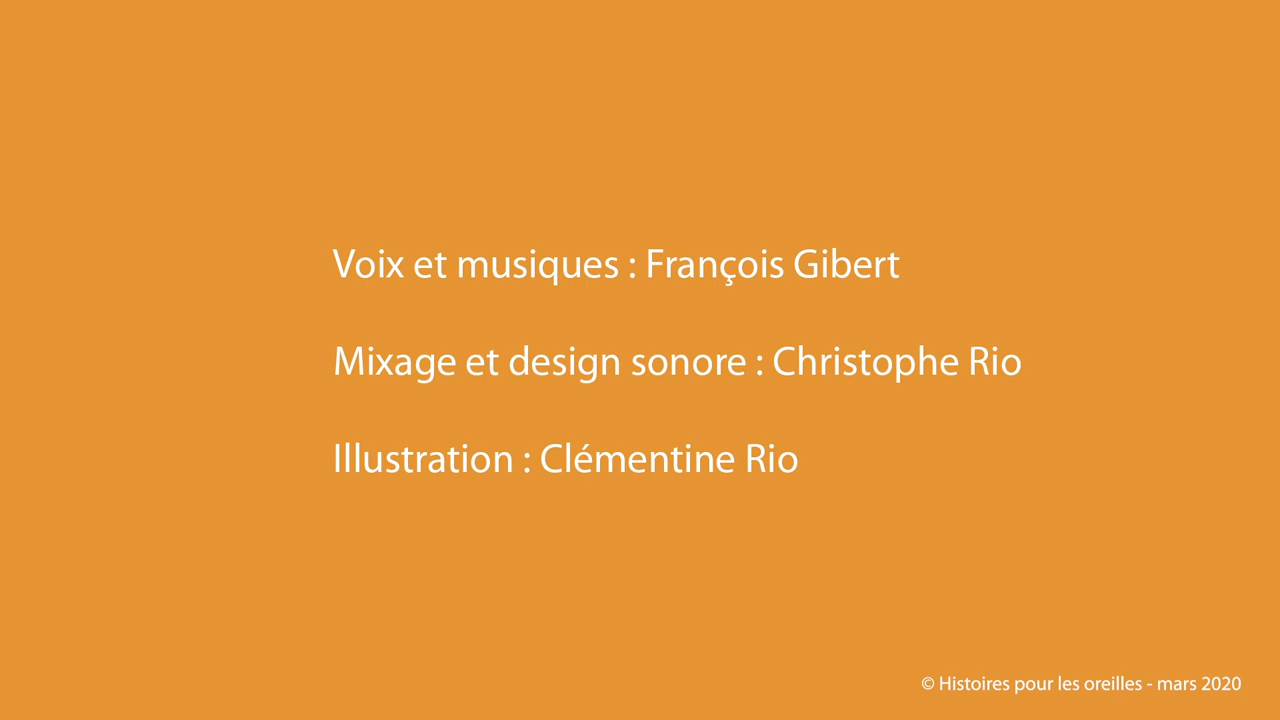 Voix et musiques : François Gibert
Mixage et design sonore : Christophe Rio
Illustration : Clémentine Rio
© Histoires pour les oreilles - mars 2020